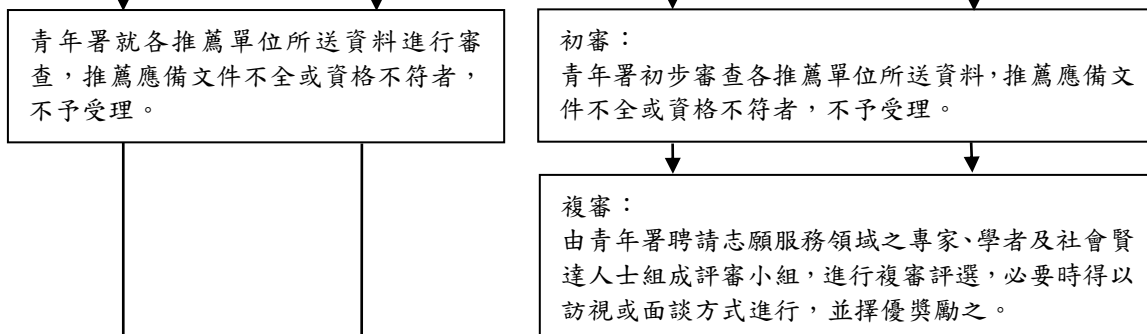 青年署就各推薦單位所送資料進行審
查，推薦應備文件不全或資格不符者，
不予受理。
初審：
青年署初步審查各推薦單位所送資料，推薦應備文
件不全或資格不符者，不予受理。
複審：
由青年署聘請志願服務領域之專家、學者及社會賢
達人士組成評審小組，進行複審評選，必要時得以
訪視或面談方式進行，並擇優獎勵之。